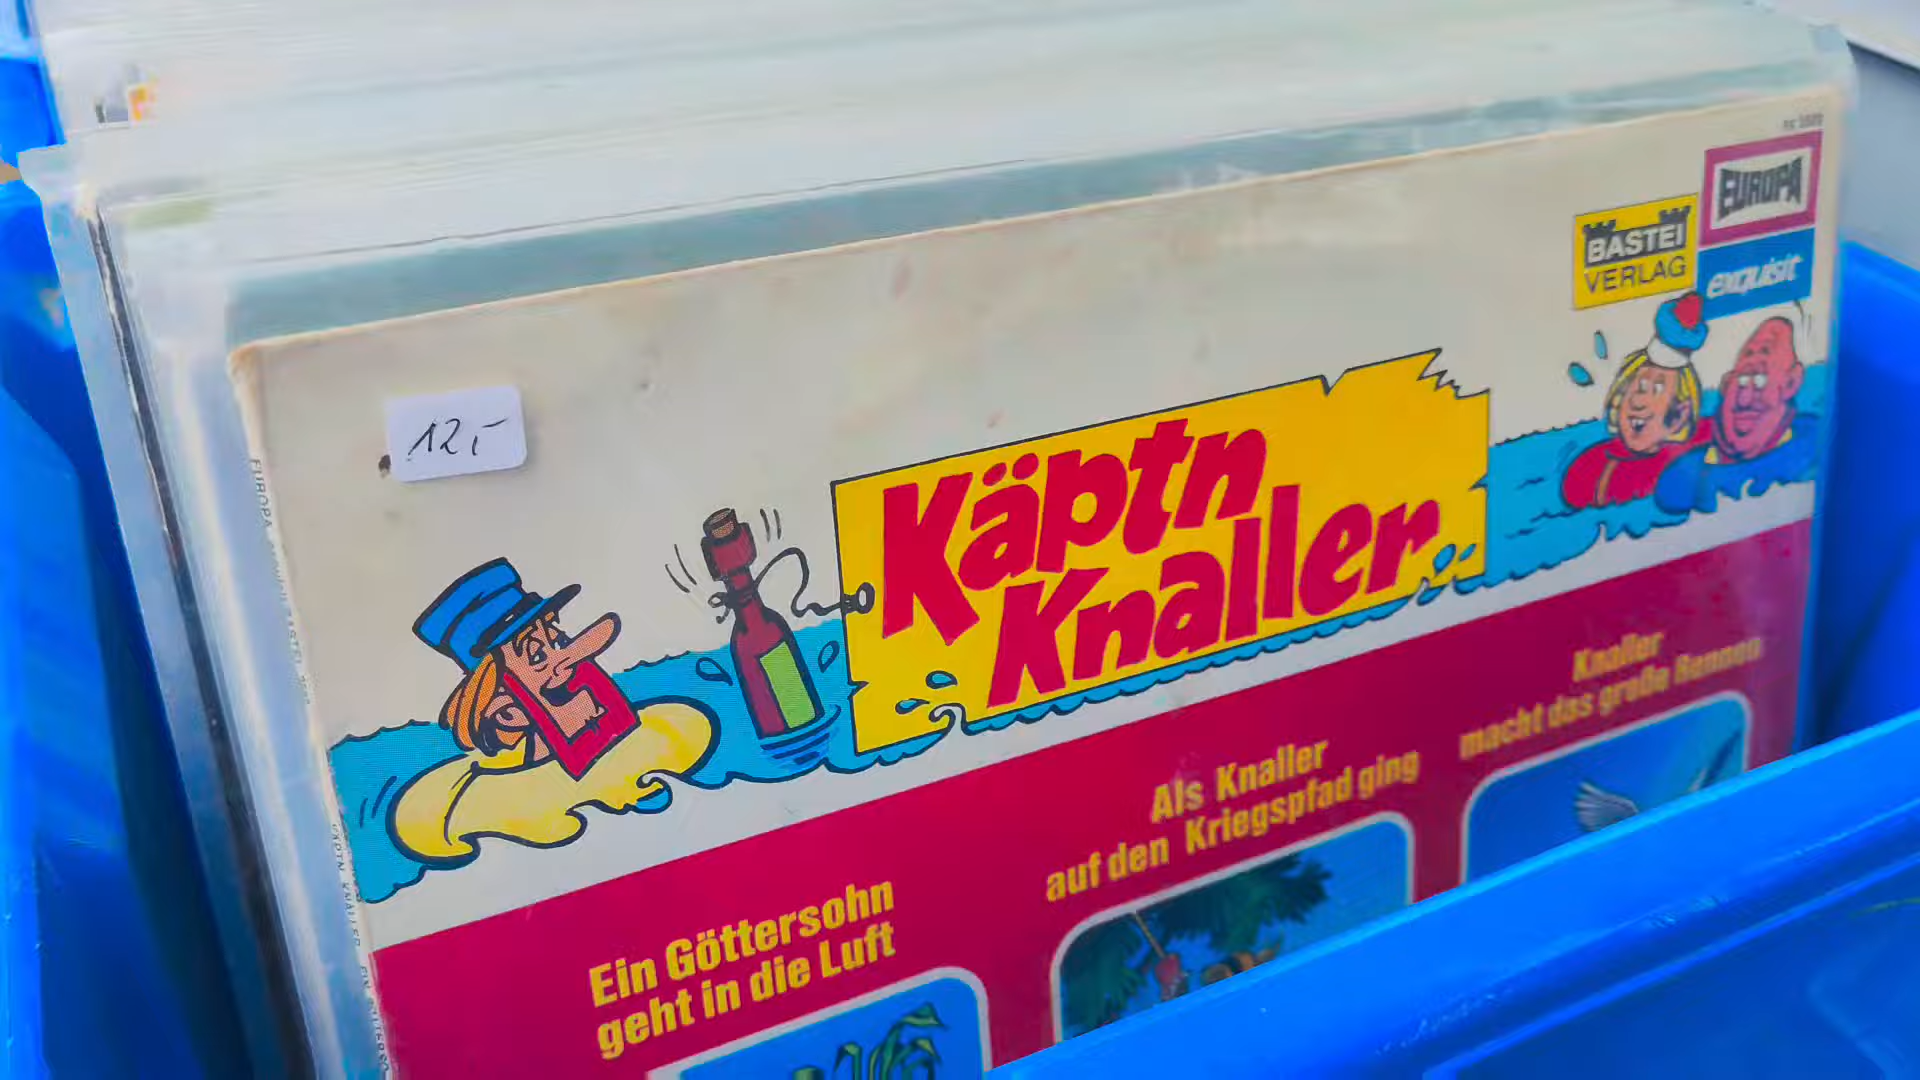 12,-
BASTEI
VERLAG
EUROPA
exquisit
Käptn
Knaller
Ein Göttersohn
geht in die Luft
Als Knaller
auf den Kriegspfad ging
Knaller
macht das große Rennen